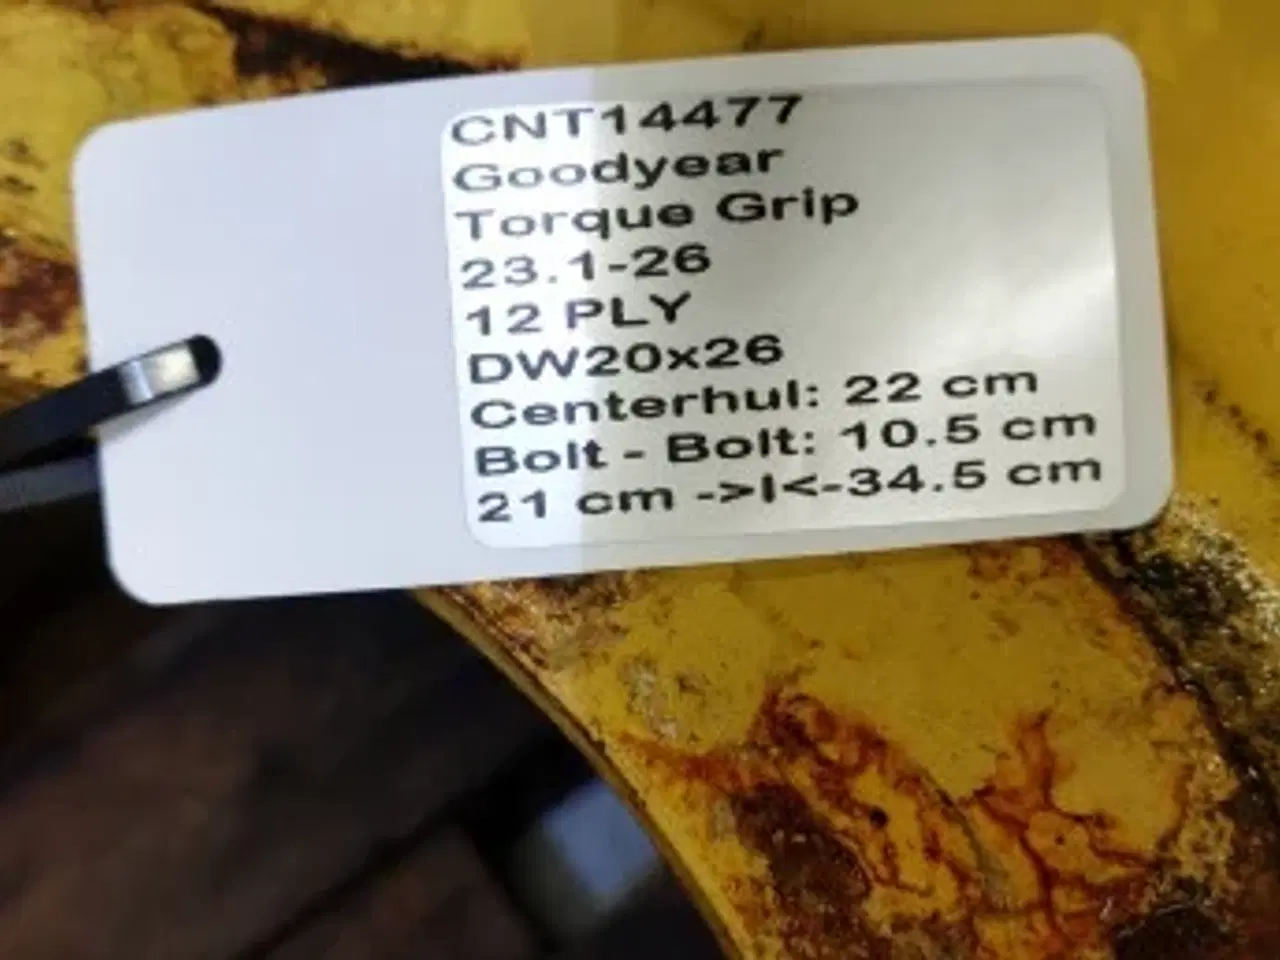 CNT14477
Goodyear
Torque Grip
23.1-26
12 PLY
DW20x26
Centerhul: 22 cm
Bolt - Bolt: 10.5 cm
21 cm ->I<-34.5 cm